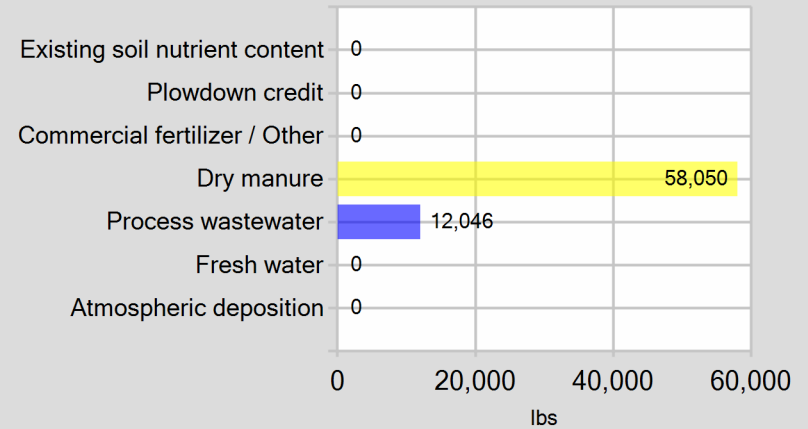 Existing soil nutrient content 0
Plowdown credit 0
Commercial fertilizer / Other 0
Dry manure 58,050
Process wastewater 12,046
Fresh water 0
Atmospheric deposition 0
0 20,000 40,000 60,000
lbs